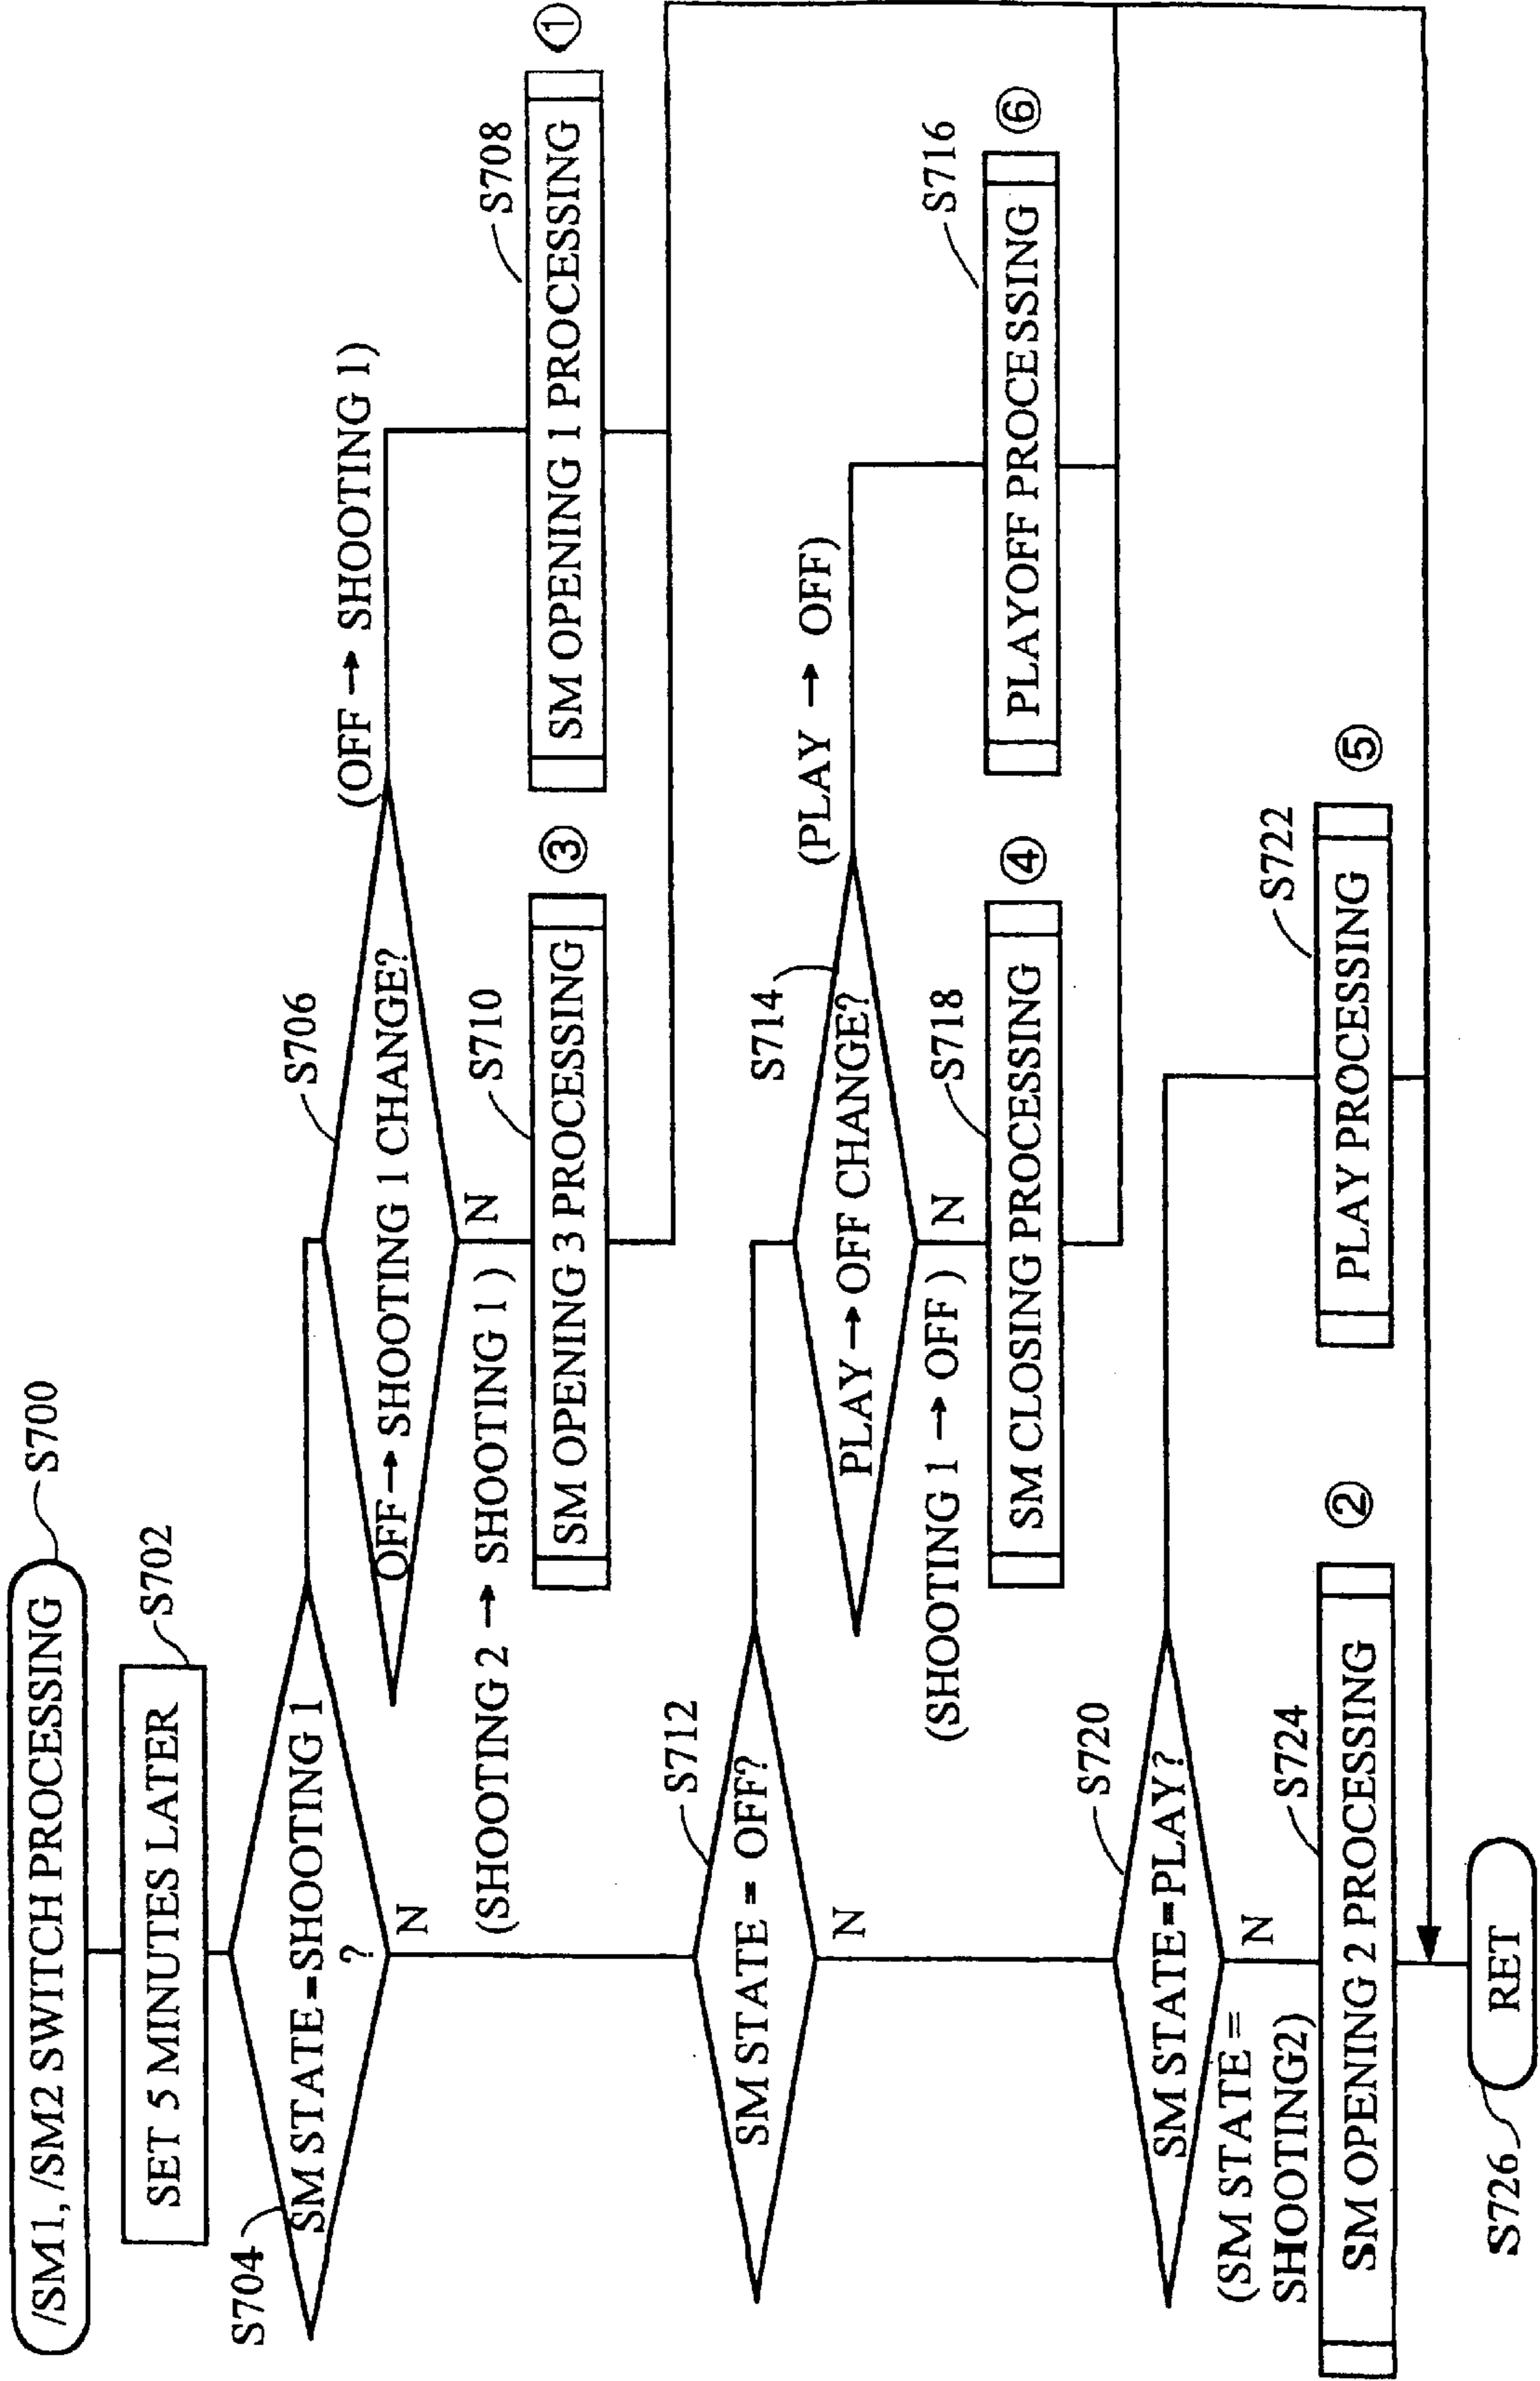 /SM1, /SM2 SWITCH PROCESSING
S700
SET 5 MINUTES LATER
S702
S704
SM STATE=SHOOTING 1
?
N
S706
OFF → SHOOTING 1 CHANGE?
(OFF → SHOOTING 1)
N
(SHOOTING 2 → SHOOTING 1 )
S710
SM OPENING 3 PROCESSING
③
S708
SM OPENING 1 PROCESSING
①
S712
SM STATE = OFF?
N
S714
PLAY → OFF CHANGE?
(PLAY → OFF)
N
(SHOOTING 1 → OFF )
S718
SM CLOSING PROCESSING
④
S716
PLAYOFF PROCESSING
⑥
S720
SM STATE=PLAY?
N
(SM STATE =
SHOOTING2)
S724
SM OPENING 2 PROCESSING
②
S722
PLAY PROCESSING
⑤
S726
RET